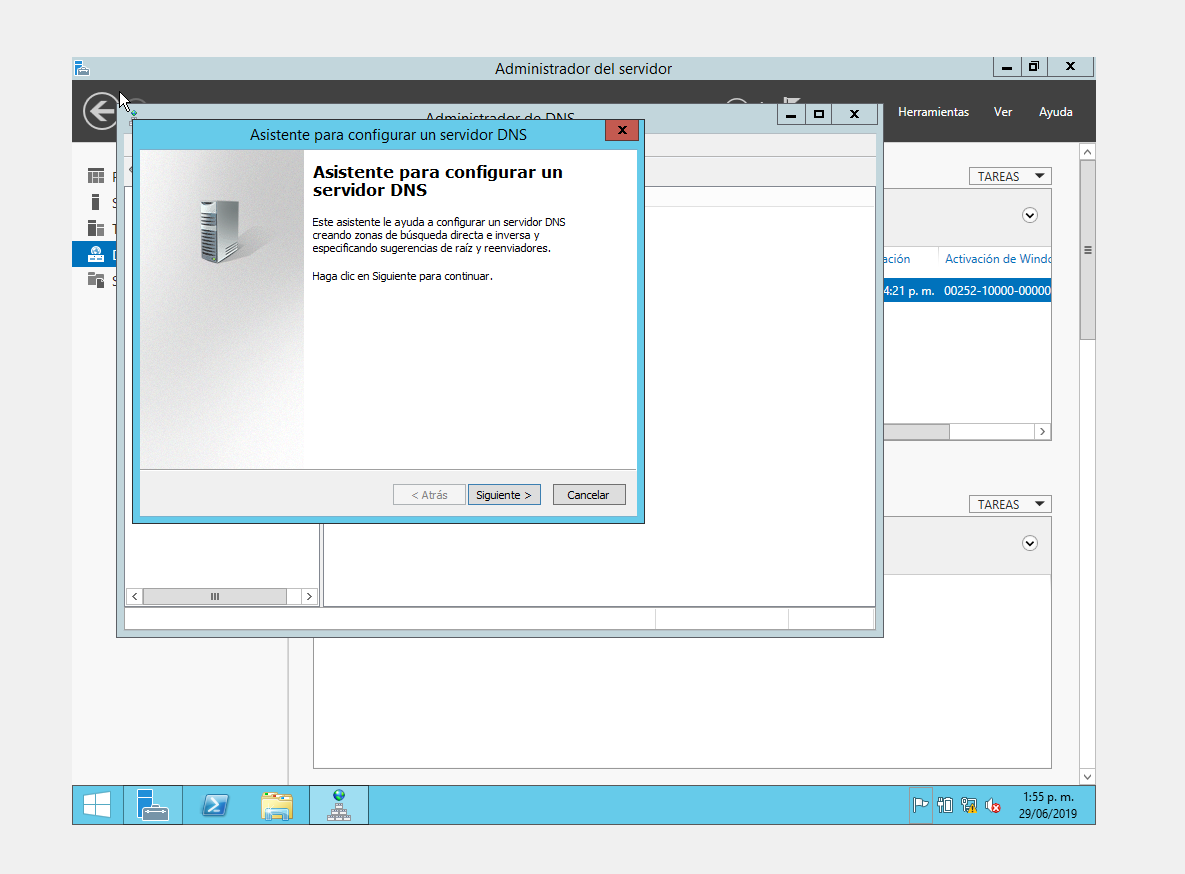 Administrador del servidor
Herramientas Ver Ayuda
Administrador de DNS
Asistente para configurar un servidor DNS
Asistente para configurar un
servidor DNS
Este asistente le ayuda a configurar un servidor DNS
creando zonas de búsqueda directa e inversa y
especificando sugerencias de raíz y reenviadores.
Haga clic en Siguiente para continuar.
< Atrás
Siguiente >
Cancelar
TAREAS
Activación de Windo
4:21 p. m. 00252-10000-00000
TAREAS
1:55 p. m.
29/06/2019